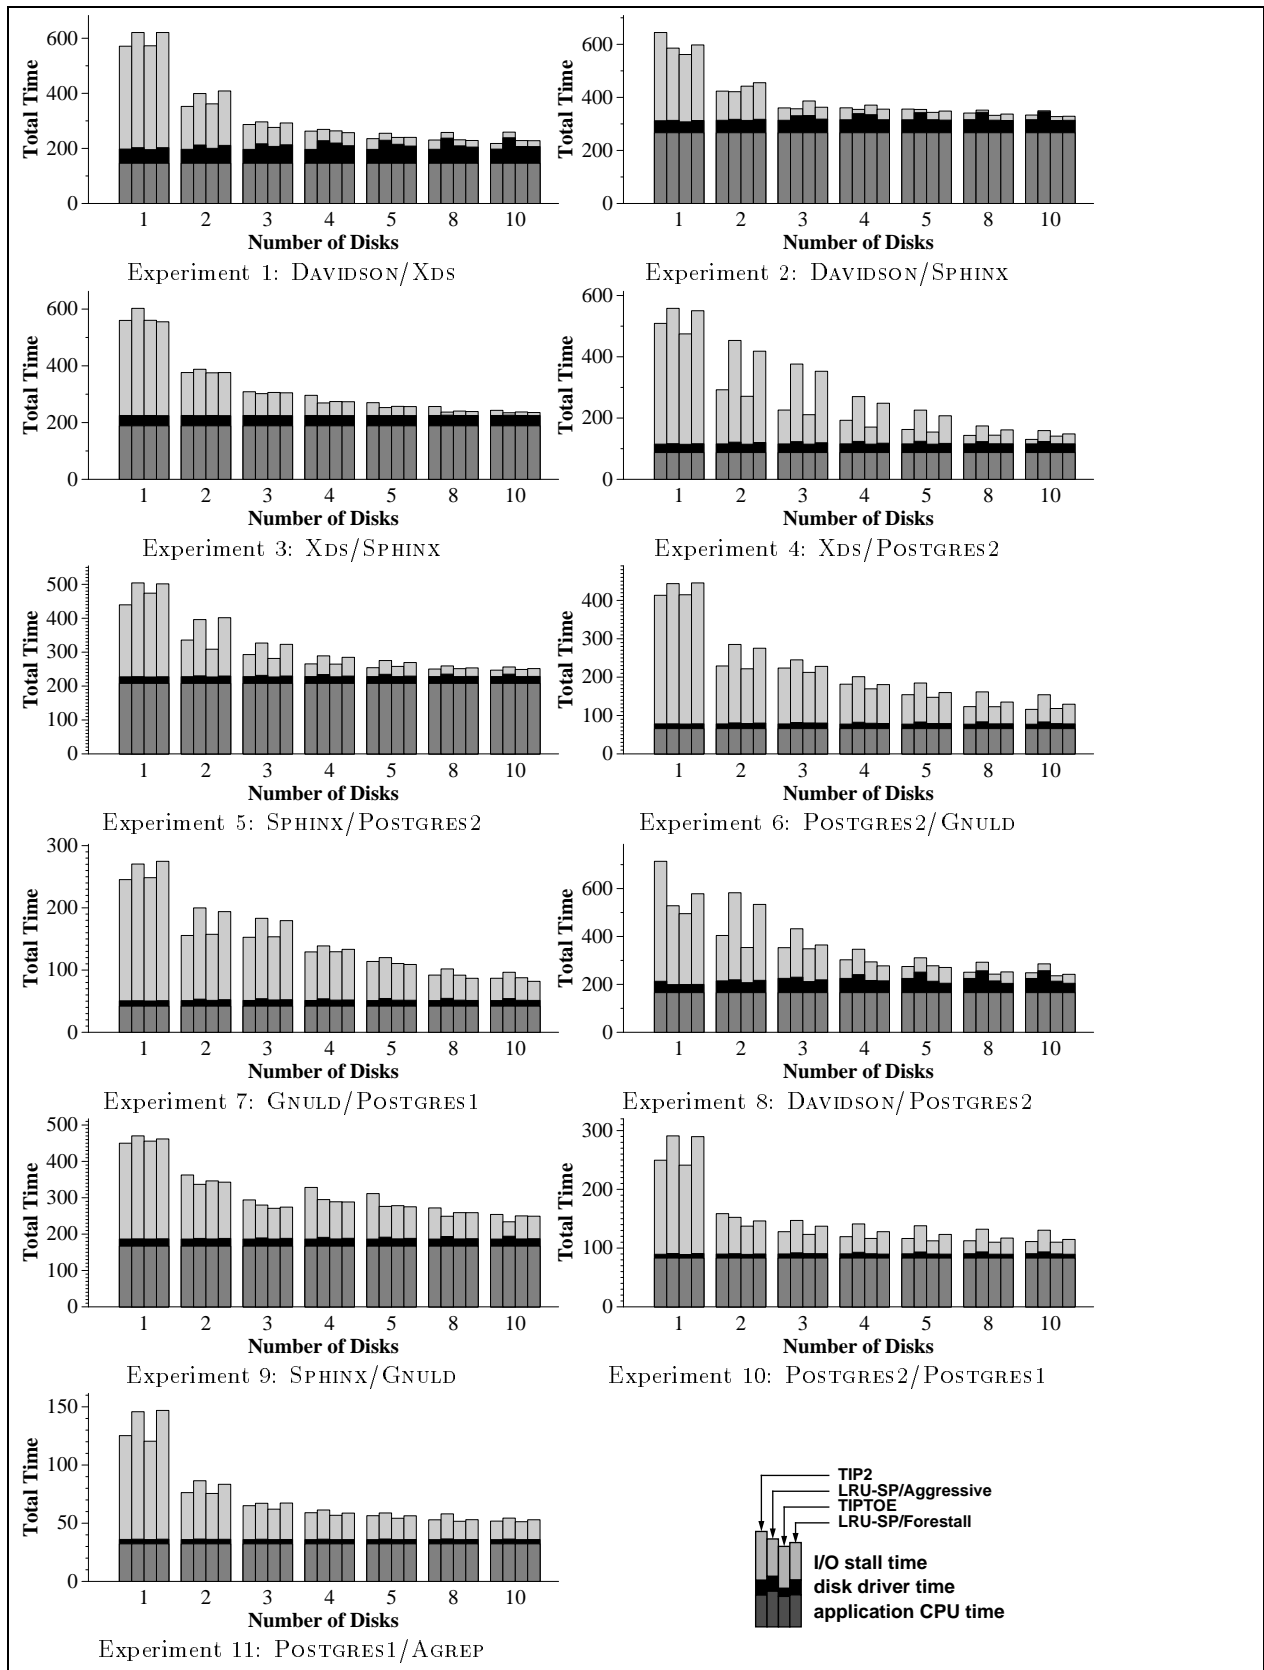 Total Time
600
400
200
0
1 2 3 4 5 8 10
Number of Disks
Experiment 1: DAVIDSON/XDS
Total Time
600
400
200
0
1 2 3 4 5 8 10
Number of Disks
Experiment 2: DAVIDSON/SPHINX
Total Time
600
400
200
0
1 2 3 4 5 8 10
Number of Disks
Experiment 3: XDS/SPHINX
Total Time
600
400
200
100
0
1 2 3 4 5 8 10
Number of Disks
Experiment 4: XDS/POSTGRES2
Total Time
500
400
300
200
100
0
1 2 3 4 5 8 10
Number of Disks
Experiment 5: SPHINX/POSTGRES2
Total Time
400
300
200
100
0
1 2 3 4 5 8 10
Number of Disks
Experiment 6: POSTGRES2/GNULD
Total Time
300
200
100
0
1 2 3 4 5 8 10
Number of Disks
Experiment 7: GNULD/POSTGRES1
Total Time
600
400
200
0
1 2 3 4 5 8 10
Number of Disks
Experiment 8: DAVIDSON/POSTGRES2
Total Time
500
400
300
200
100
0
1 2 3 4 5 8 10
Number of Disks
Experiment 9: SPHINX/GNULD
Total Time
300
200
100
0
1 2 3 4 5 8 10
Number of Disks
Experiment 10: POSTGRES2/POSTGRES1
Total Time
150
100
50
0
1 2 3 4 5 8 10
Number of Disks
Experiment 11: POSTGRES1/AGREP
TIP2
LRU-SP/Aggressive
TIPTOE
LRU-SP/Forestall
I/O stall time
disk driver time
application CPU time